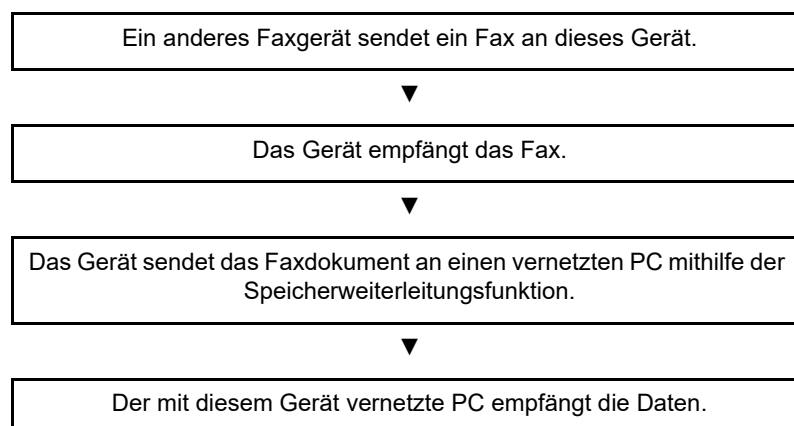 Ein anderes Faxgerät sendet ein Fax an dieses Gerät.
▼
Das Gerät empfängt das Fax.
▼
Das Gerät sendet das Faxdokument an einen vernetzten PC mithilfe der
Speicherweiterleitungsfunktion.
▼
Der mit diesem Gerät vernetzte PC empfängt die Daten.